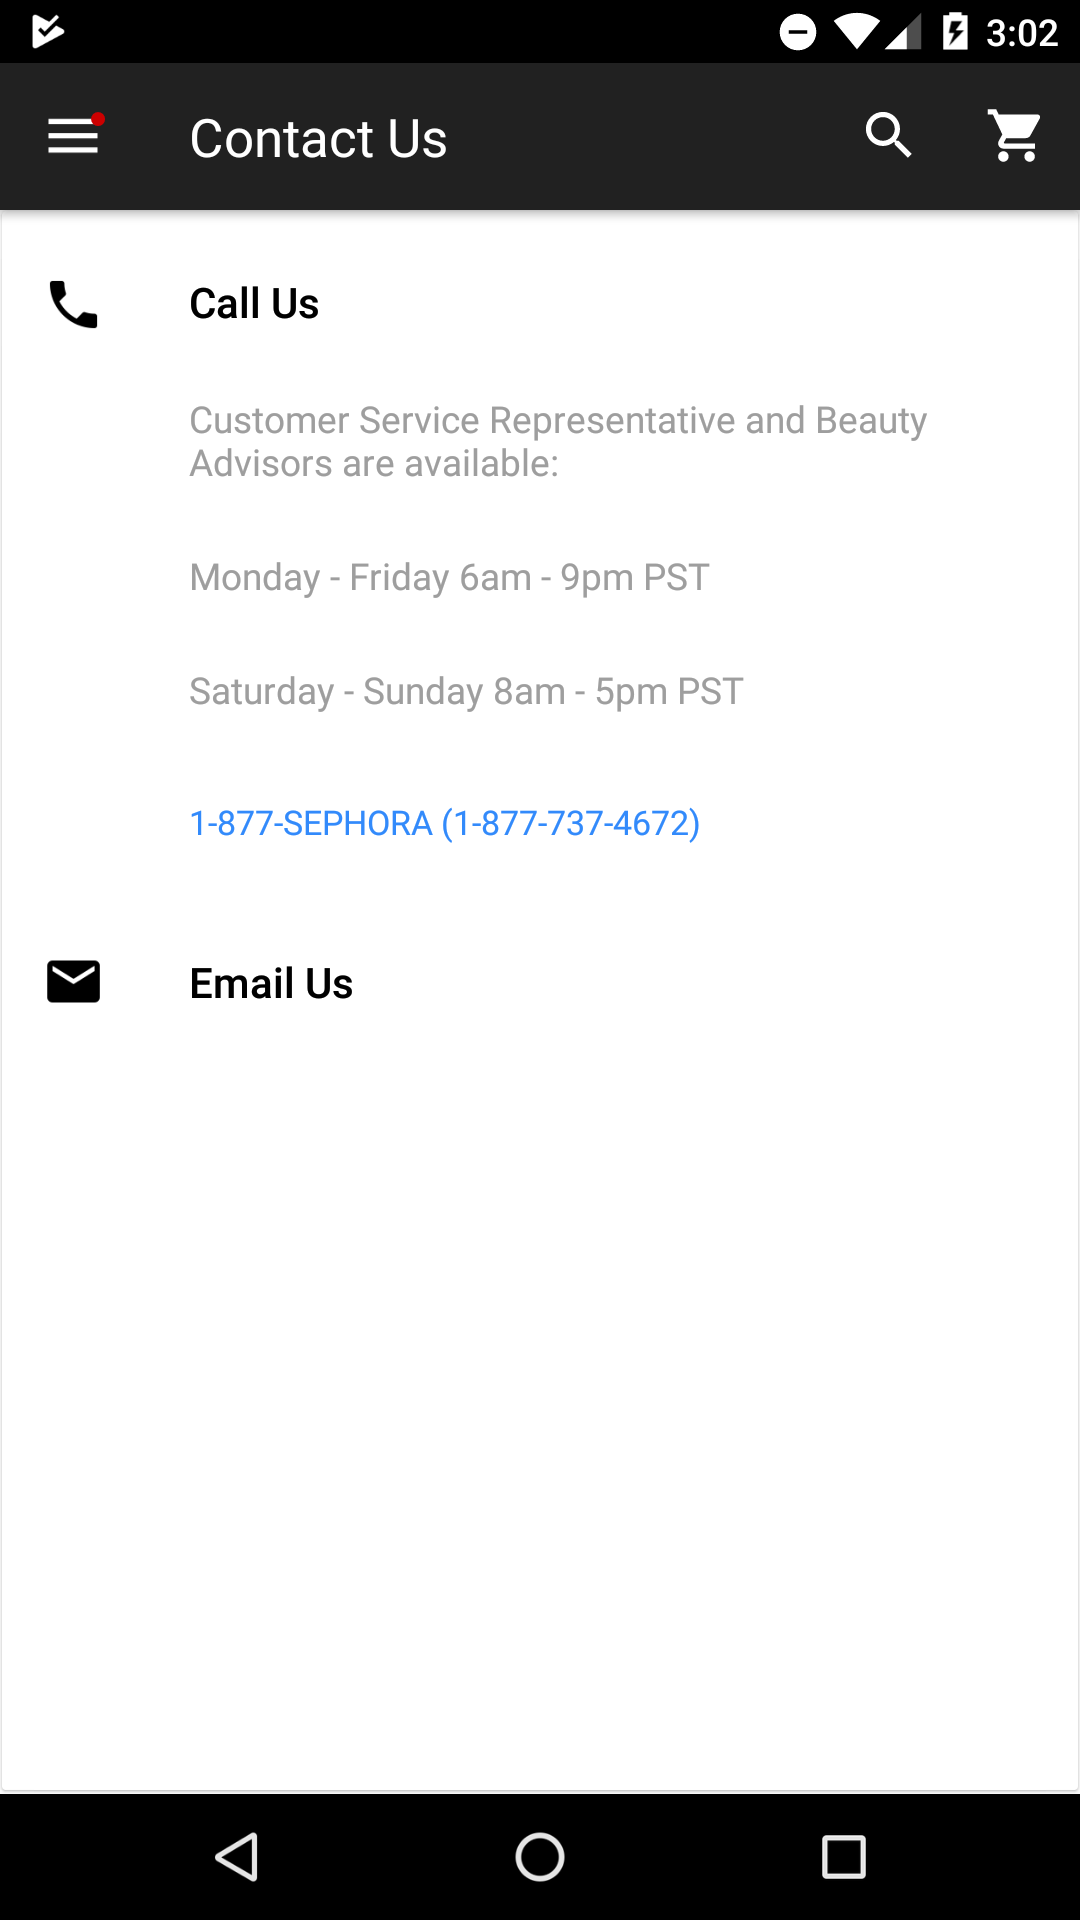 3:02
Contact Us
Call Us
Customer Service Representative and Beauty
Advisors are available:
Monday - Friday 6am - 9pm PST
Saturday - Sunday 8am - 5pm PST
1-877-SEPHORA (1-877-737-4672)
Email Us